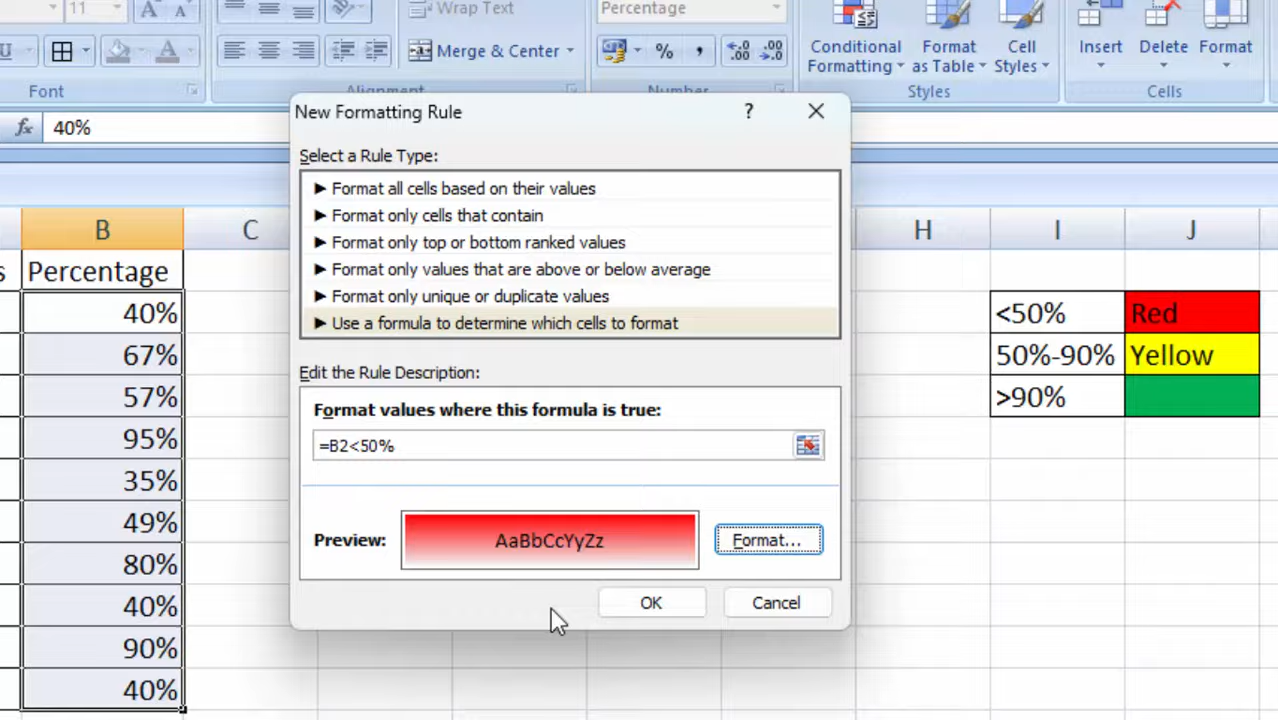 11
A
A
Wrap Text
Percentage
U
A
Merge & Center
%
,
.00
.00
Conditional Formatting
Format as Table
Cell Styles
Insert
Delete
Format
Font
Alignment
Number
Styles
Cells
fx
40%
New Formatting Rule
?
Select a Rule Type:
► Format all cells based on their values
► Format only cells that contain
► Format only top or bottom ranked values
► Format only values that are above or below average
► Format only unique or duplicate values
► Use a formula to determine which cells to format
Edit the Rule Description:
Format values where this formula is true:
=B2<50%
Preview:
AaBbCcYyZz
Format...
OK
Cancel
B
C
H
I
J
s
Percentage
40%
67%
57%
95%
35%
49%
80%
40%
90%
40%
<50%
Red
50%-90%
Yellow
>90%